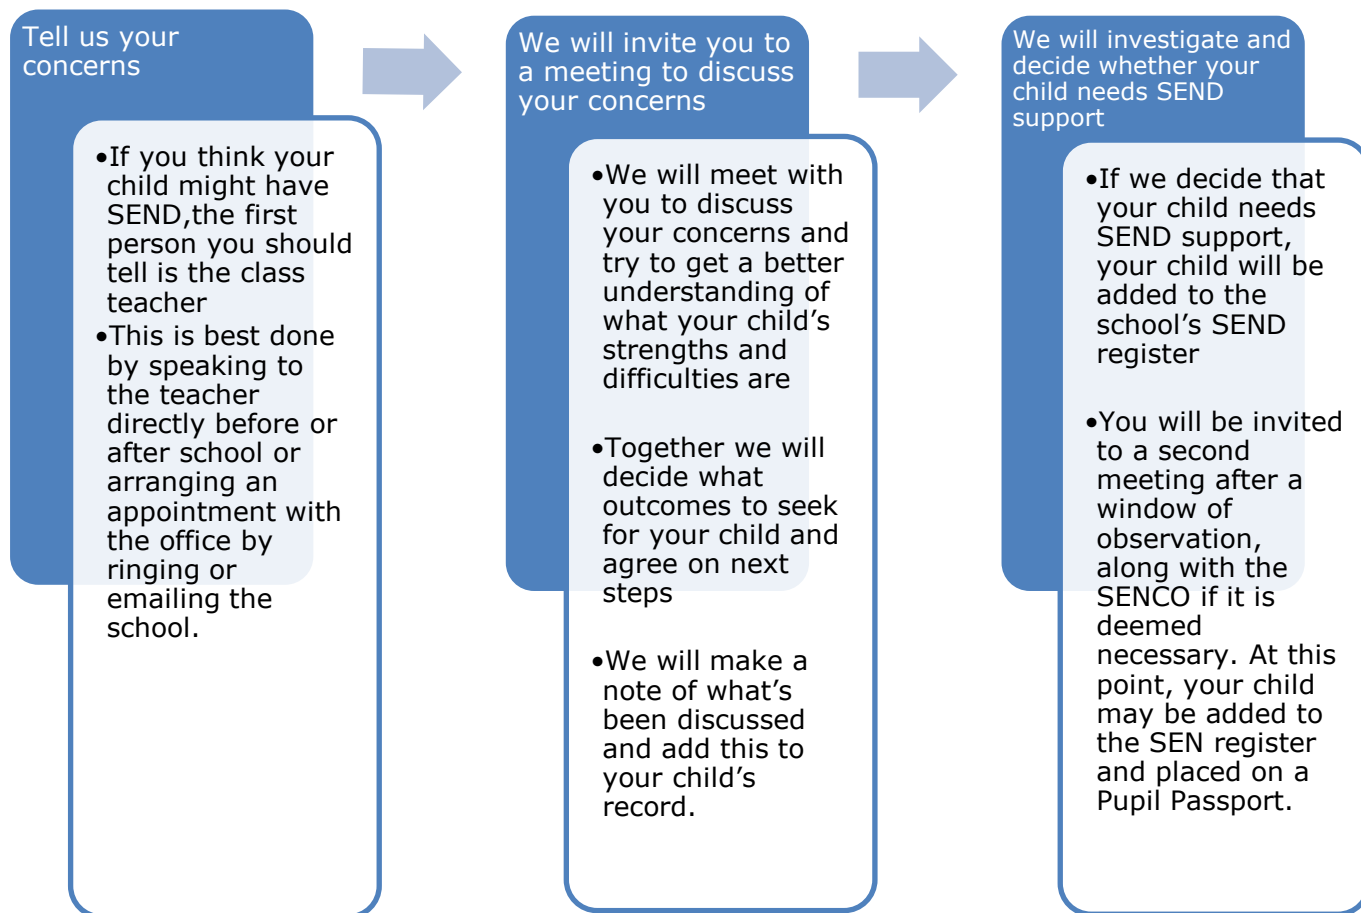 Tell us your
concerns
•If you think your
child might have
SEND,the first
person you should
tell is the class
teacher
•This is best done
by speaking to
the teacher
directly before or
after school or
arranging an
appointment with
the office by
ringing or
emailing the
school.
We will invite you to
a meeting to discuss
your concerns
•We will meet with
you to discuss
your concerns and
try to get a better
understanding of
what your child’s
strengths and
difficulties are
•Together we will
decide what
outcomes to seek
for your child and
agree on next
steps
•We will make a
note of what’s
been discussed
and add this to
your child’s
record.
We will investigate and
decide whether your
child needs SEND
support
•If we decide that
your child needs
SEND support,
your child will be
added to the
school’s SEND
register
•You will be invited
to a second
meeting after a
window of
observation,
along with the
SENCO if it is
deemed
necessary. At this
point, your child
may be added to
the SEN register
and placed on a
Pupil Passport.